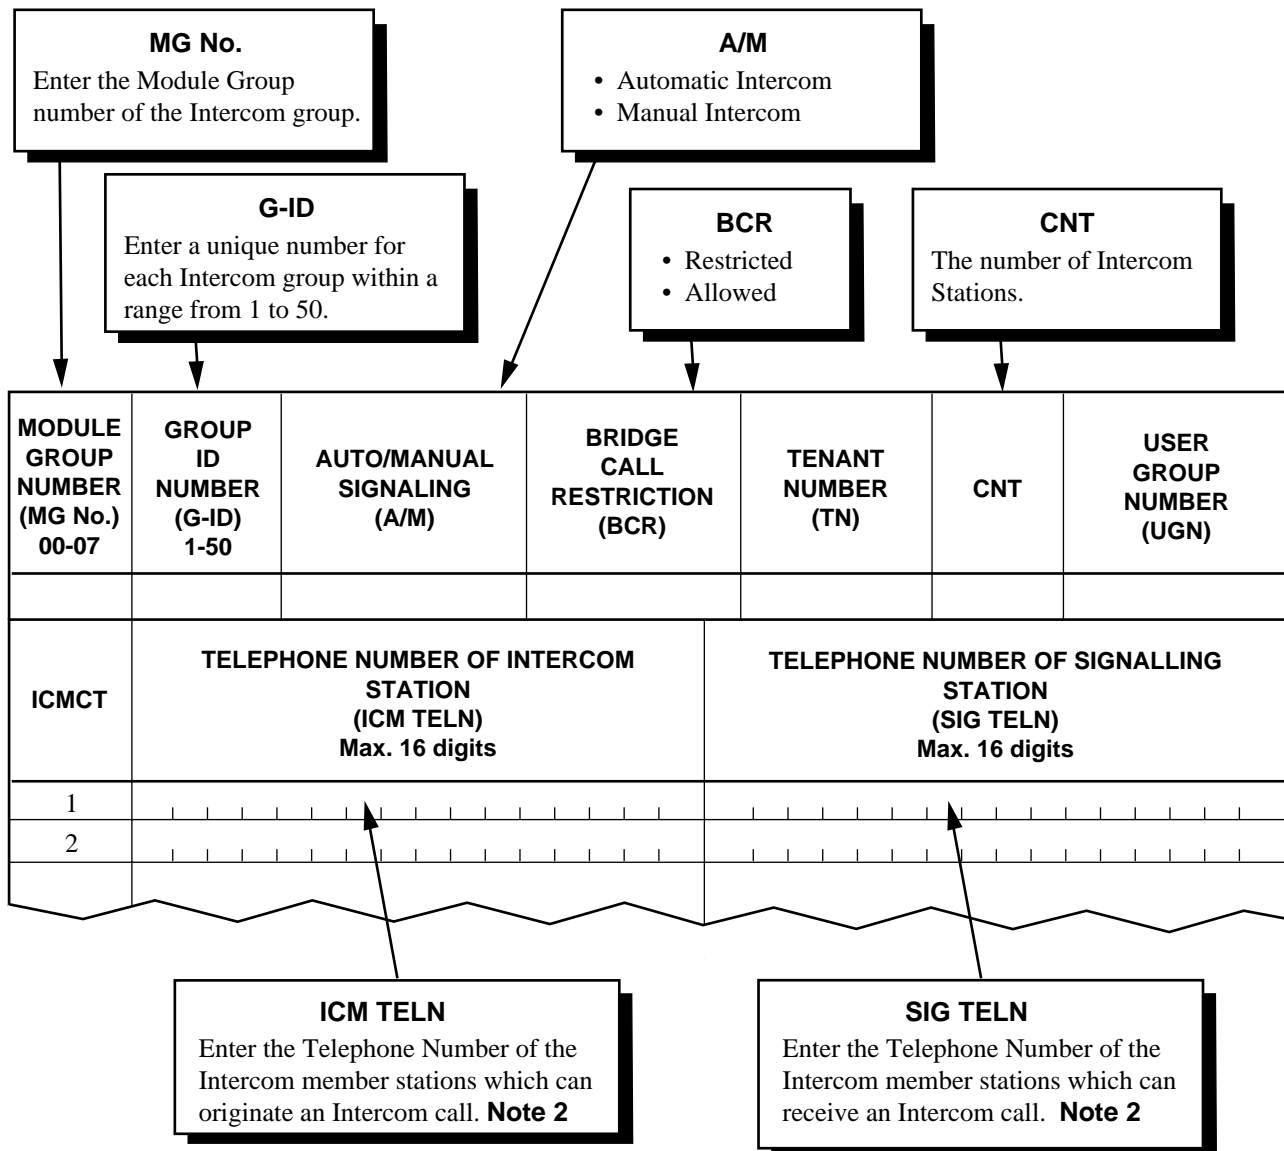 MG No.
Enter the Module Group
number of the Intercom group.
A/M
• Automatic Intercom
• Manual Intercom
G-ID
Enter a unique number for
each Intercom group within a
range from 1 to 50.
BCR
• Restricted
• Allowed
CNT
The number of Intercom
Stations.
MODULE
GROUP
NUMBER
(MG No.)
00-07
GROUP
ID
NUMBER
(G-ID)
1-50
AUTO/MANUAL
SIGNALING
(A/M)
BRIDGE
CALL
RESTRICTION
(BCR)
TENANT
NUMBER
(TN)
CNT
USER
GROUP
NUMBER
(UGN)
ICMCT
TELEPHONE NUMBER OF INTERCOM
STATION
(ICM TELN)
Max. 16 digits
TELEPHONE NUMBER OF SIGNALLING
STATION
(SIG TELN)
Max. 16 digits
1
2
ICM TELN
Enter the Telephone Number of the
Intercom member stations which can
originate an Intercom call. Note 2
SIG TELN
Enter the Telephone Number of the
Intercom member stations which can
receive an Intercom call. Note 2